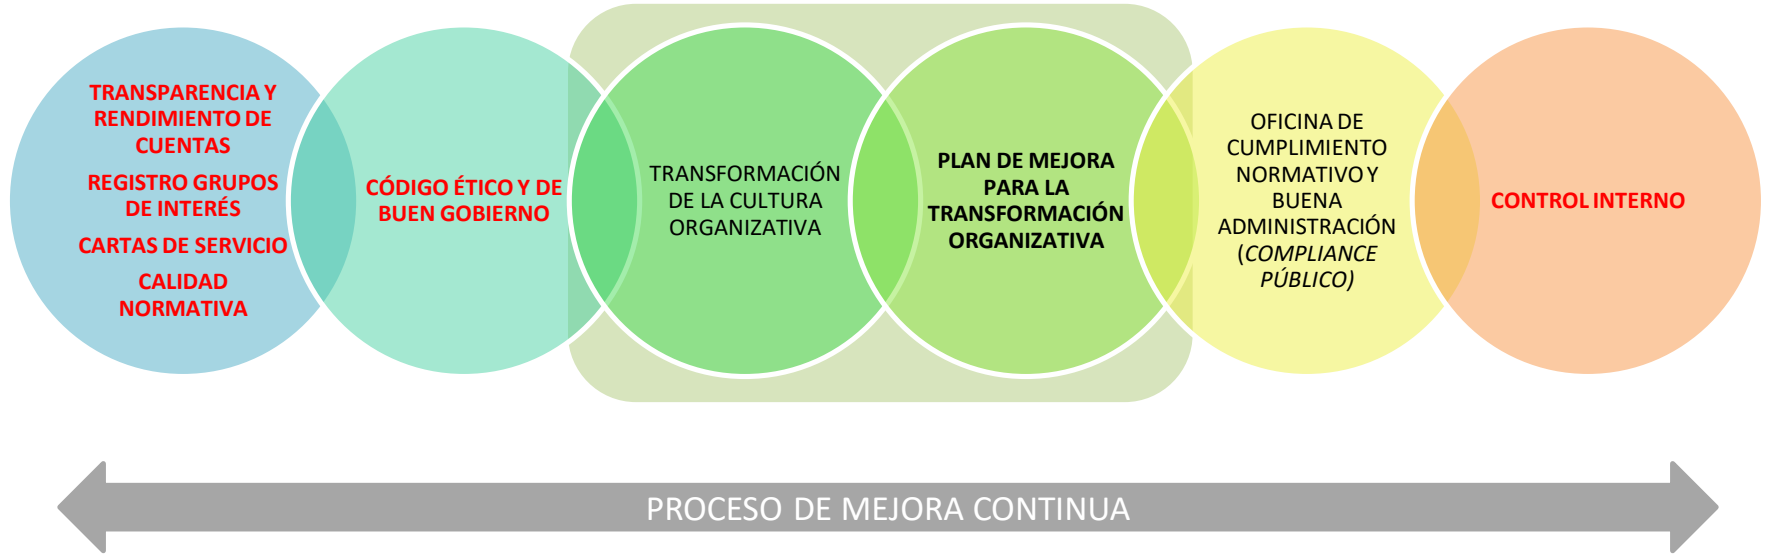 TRANSPARENCIA Y
RENDIMIENTO DE
CUENTAS
REGISTRO GRUPOS
DE INTERÉS
CARTAS DE SERVICIO
CALIDAD
NORMATIVA
CÓDIGO ÉTICO Y DE
BUEN GOBIERNO
TRANSFORMACIÓN
DE LA CULTURA
ORGANIZATIVA
PLAN DE MEJORA
PARA LA
TRANSFORMACIÓN
ORGANIZATIVA
OFICINA DE
CUMPLIMIENTO
NORMATIVO Y
BUENA
ADMINISTRACIÓN
(COMPLIANCE
PÚBLICO)
CONTROL INTERNO
PROCESO DE MEJORA CONTINUA